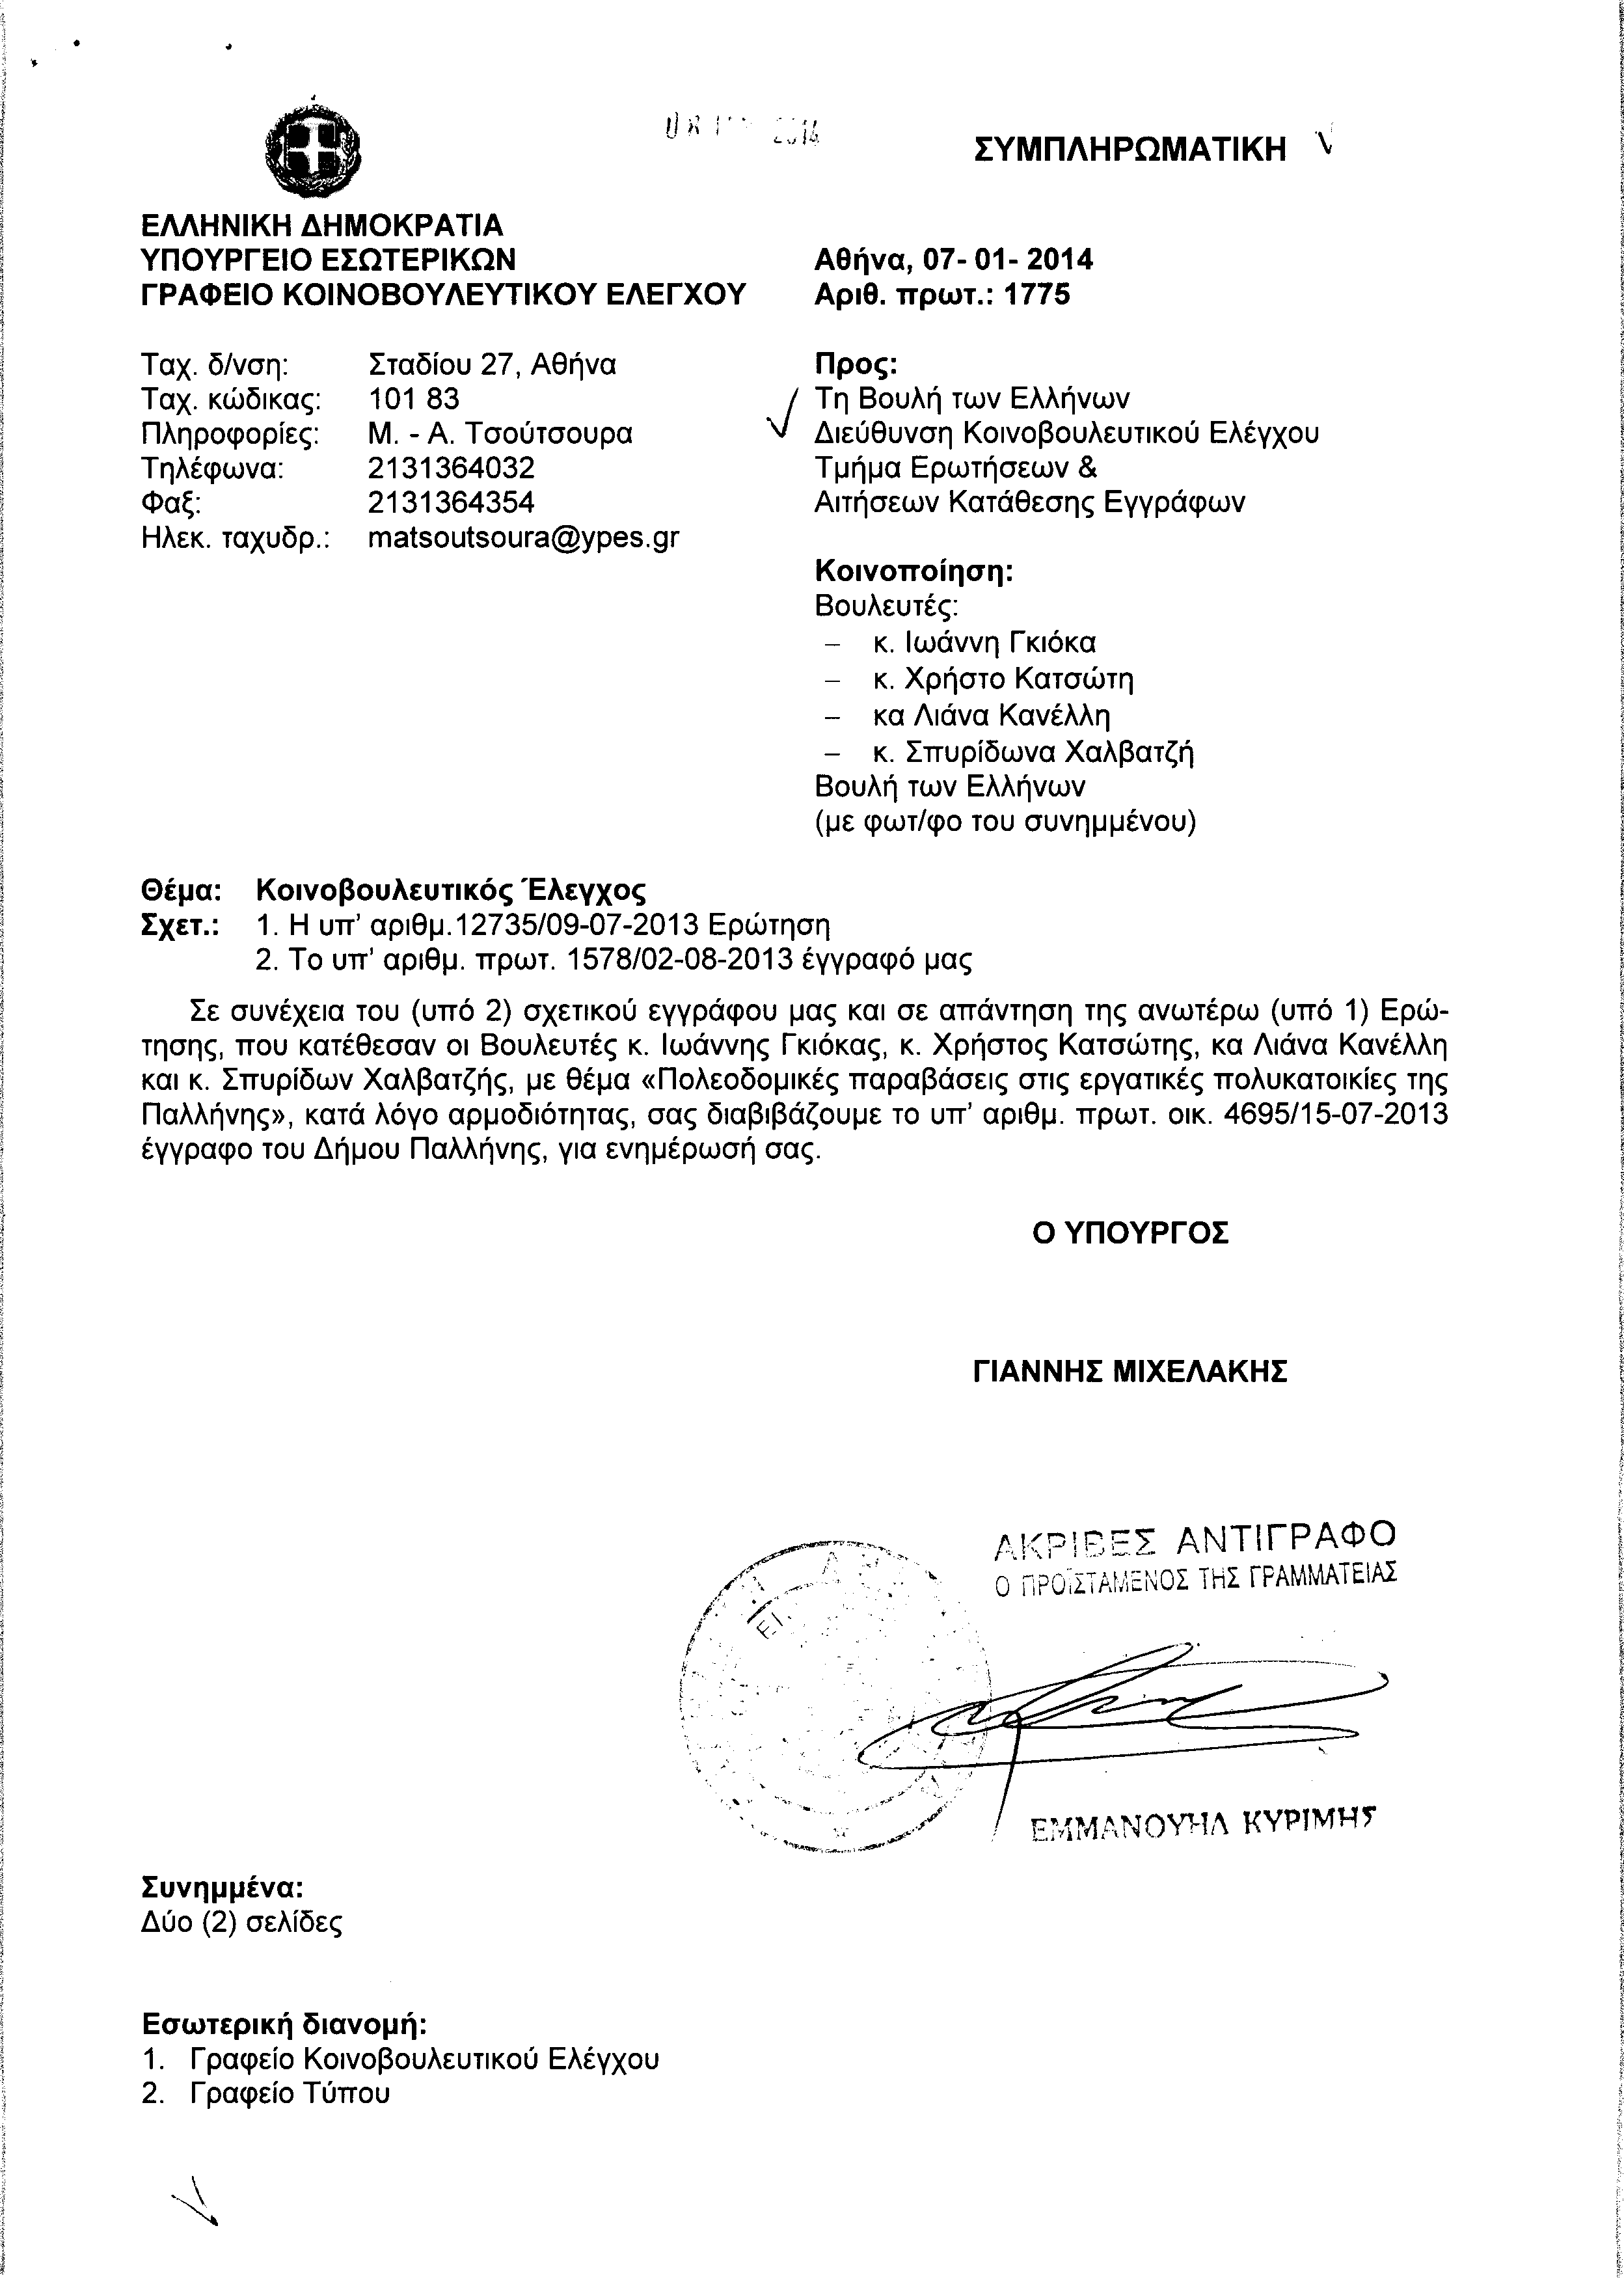 ΣΥΜΠΛΗΡΩΜΑΤΙΚΗ
ΕΛΛΗΝΙΚΗ ΔΗΜΟΚΡΑΤΙΑ
ΥΠΟΥΡΓΕΙΟ ΕΣΩΤΕΡΙΚΩΝ
ΓΡΑΦΕΙΟ ΚΟΙΝΟΒΟΥΛΕΥΤΙΚΟΥ ΕΛΕΓΧΟΥ
Αθήνα, 07- 01- 2014
Αριθ. πρωτ.: 1775
Ταχ. δ/νση: Σταδίου 27, Αθήνα
Ταχ. κώδικας: 101 83
Πληροφορίες: Μ. - Α. Τσούτσουρα
Τηλέφωνα: 2131364032
Φαξ: 2131364354
Ηλεκ. ταχυδρ.: matsoutsoura@ypes.gr
Προς:
Τη Βουλή των Ελλήνων
Διεύθυνση Κοινοβουλευτικού Ελέγχου
Τμήμα Ερωτήσεων &
Αιτήσεων Κατάθεσης Εγγράφων
Κοινοποίηση:
Βουλευτές:
– κ. Ιωάννη Γκιόκα
– κ. Χρήστο Κατσώτη
– κα Λιάνα Κανέλλη
– κ. Σπυρίδωνα Χαλβατζή
Βουλή των Ελλήνων
(με φωτ/φο του συνημμένου)
Θέμα: Κοινοβουλευτικός Έλεγχος
Σχετ.: 1. Η υπ’ αριθμ.12735/09-07-2013 Ερώτηση
2. Το υπ’ αριθμ. πρωτ. 1578/02-08-2013 έγγραφό μας
Σε συνέχεια του (υπό 2) σχετικού εγγράφου μας και σε απάντηση της ανωτέρω (υπό 1) Ερώ-
τησης, που κατέθεσαν οι Βουλευτές κ. Ιωάννης Γκιόκας, κ. Χρήστος Κατσώτης, κα Λιάνα Κανέλλη
και κ. Σπυρίδων Χαλβατζής, με θέμα «Πολεοδομικές παραβάσεις στις εργατικές πολυκατοικίες της
Παλλήνης», κατά λόγο αρμοδιότητας, σας διαβιβάζουμε το υπ’ αριθμ. πρωτ. οικ. 4695/15-07-2013
έγγραφο του Δήμου Παλλήνης, για ενημέρωσή σας.
Ο ΥΠΟΥΡΓΟΣ
ΓΙΑΝΝΗΣ ΜΙΧΕΛΑΚΗΣ
ΑΚΡΙΒΕΣ ΑΝΤΙΓΡΑΦΟ
Ο ΠΡΟΪΣΤΑΜΕΝΟΣ ΤΗΣ ΓΡΑΜΜΑΤΕΙΑΣ
ΕΜΜΑΝΟΥΗΛ ΚΥΡΙΜΗΣ
Συνημμένα:
Δύο (2) σελίδες
Εσωτερική διανομή:
1. Γραφείο Κοινοβουλευτικού Ελέγχου
2. Γραφείο Τύπου